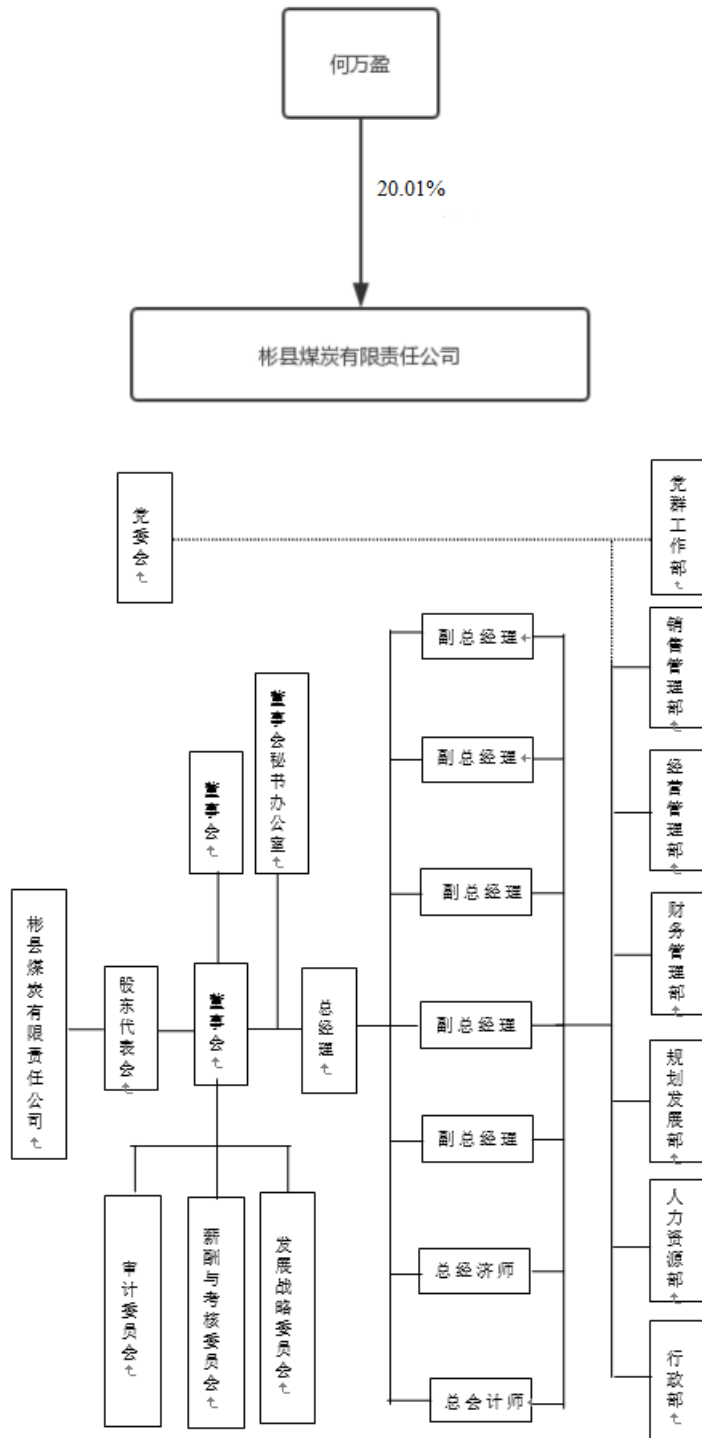 何万盈
20.01%
彬县煤炭有限责任公司
党委会
党群工作部
销售管理部
经营管理部
财务管理部
规划发展部
人力资源部
行政部
副总经理
副总经理
副总经理
副总经理
副总经理
总经济师
总会计师
董事会秘书办公室
董事会
彬县煤炭有限责任公司
股东代表会
董事会
总经理
审计委员会
薪酬与考核委员会
发展战略委员会